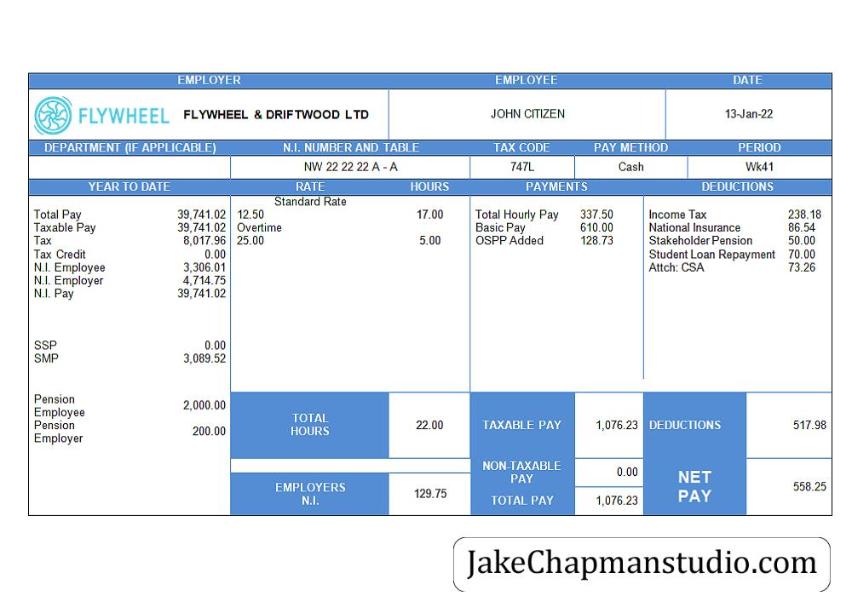 EMPLOYER EMPLOYEE DATE
FLYWHEEL FLYWHEEL & DRIFTWOOD LTD JOHN CITIZEN 13-Jan-22
DEPARTMENT (IF APPLICABLE) N.I. NUMBER AND TABLE TAX CODE PAY METHOD PERIOD
NW 22 22 22 A - A 747L Cash Wk41
YEAR TO DATE RATE HOURS PAYMENTS DEDUCTIONS
Standard Rate
Total Pay 39,741.02 12.50 17.00 Total Hourly Pay 337.50 Income Tax 238.18
Taxable Pay 39,741.02 Overtime Basic Pay 610.00 National Insurance 86.54
Tax 8,017.96 25.00 5.00 OSPP Added 128.73 Stakeholder Pension 50.00
Tax Credit 0.00 Student Loan Repayment 70.00
N.I. Employee 3,306.01 Attch: CSA 73.26
N.I. Employer 4,714.75
N.I. Pay 39,741.02
SSP 0.00
SMP 3,089.52
Pension Employee 2,000.00
Pension Employer 200.00
TOTAL HOURS 22.00 TAXABLE PAY 1,076.23 DEDUCTIONS 517.98
NON-TAXABLE PAY 0.00
EMPLOYERS N.I. 129.75 TOTAL PAY 1,076.23 NET PAY 558.25
JakeChapmanstudio.com